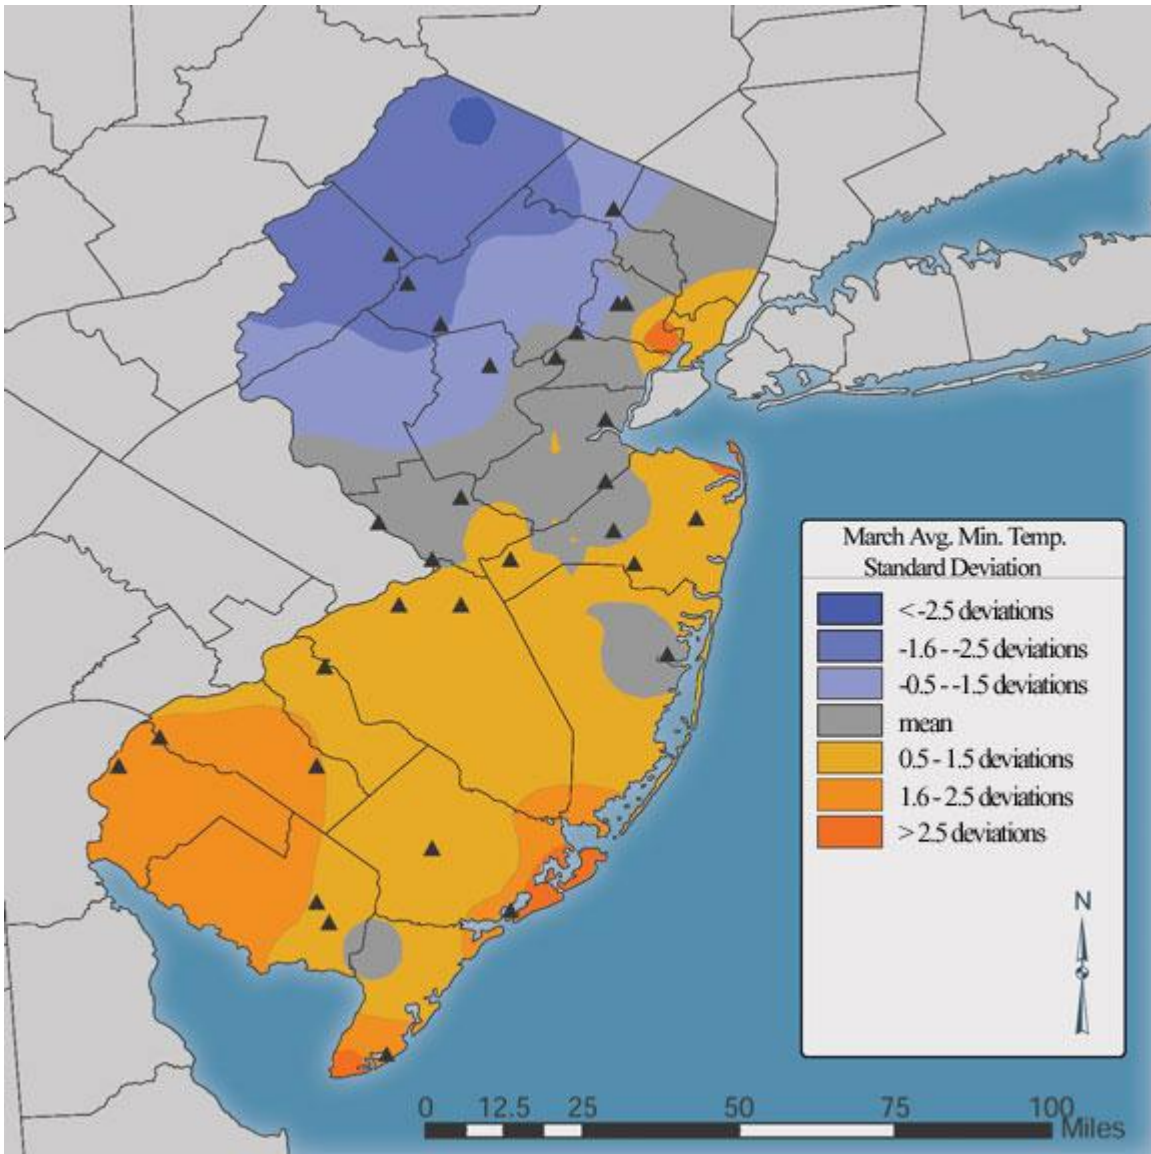 March Avg. Min. Temp.
Standard Deviation
< -2.5 deviations
-1.6 - -2.5 deviations
-0.5 - -1.5 deviations
mean
0.5 - 1.5 deviations
1.6 - 2.5 deviations
> 2.5 deviations
N
0 12.5 25 50 75 100
Miles